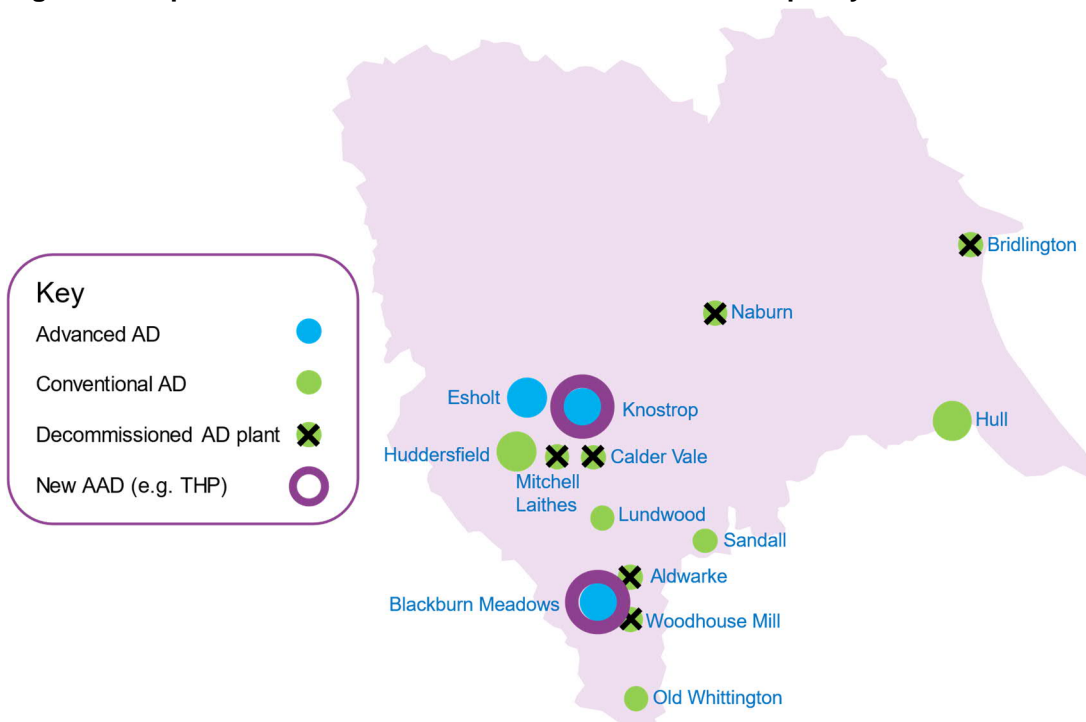 Key
Advanced AD
Conventional AD
Decommissioned AD plant
New AAD (e.g. THP)
Bridlington
Naburn
Esholt
Knostrop
Hull
Huddersfield
Calder Vale
Mitchell
Laithes
Lundwood
Sandall
Aldwarke
Blackburn Meadows
Woodhouse Mill
Old Whittington